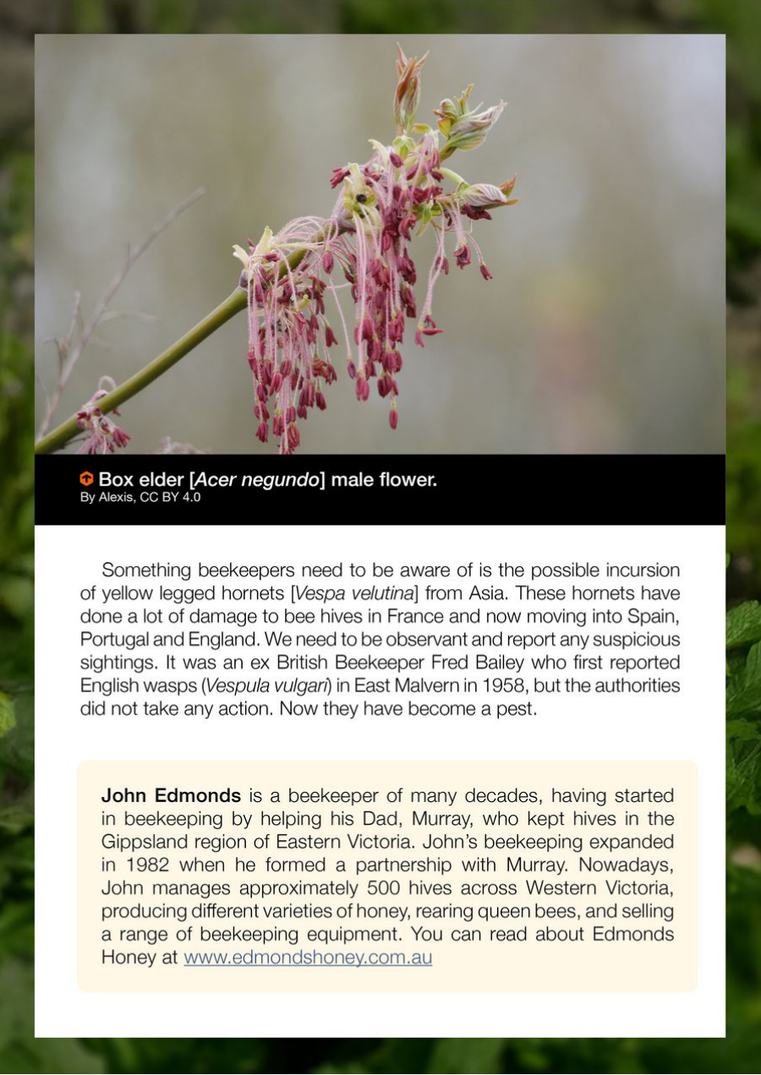 Box elder [Acer negundo] male flower.
By Alexis, CC BY 4.0
Something beekeepers need to be aware of is the possible incursion
of yellow legged hornets [Vespa velutina] from Asia. These hornets have
done a lot of damage to bee hives in France and now moving into Spain,
Portugal and England. We need to be observant and report any suspicious
sightings. It was an ex British Beekeeper Fred Bailey who first reported
English wasps (Vespula vulgari) in East Malvern in 1958, but the authorities
did not take any action. Now they have become a pest.
John Edmonds is a beekeeper of many decades, having started
in beekeeping by helping his Dad, Murray, who kept hives in the
Gippsland region of Eastern Victoria. John’s beekeeping expanded
in 1982 when he formed a partnership with Murray. Nowadays,
John manages approximately 500 hives across Western Victoria,
producing different varieties of honey, rearing queen bees, and selling
a range of beekeeping equipment. You can read about Edmonds
Honey at www.edmondshoney.com.au